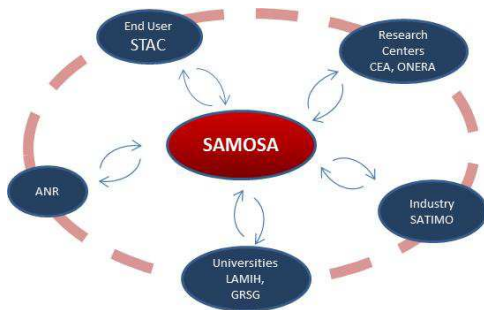 End User
STAC
Research
Centers
CEA, ONERA
SAMOSA
ANR
Industry
SATIMO
Universities
LAMIH,
GRSG